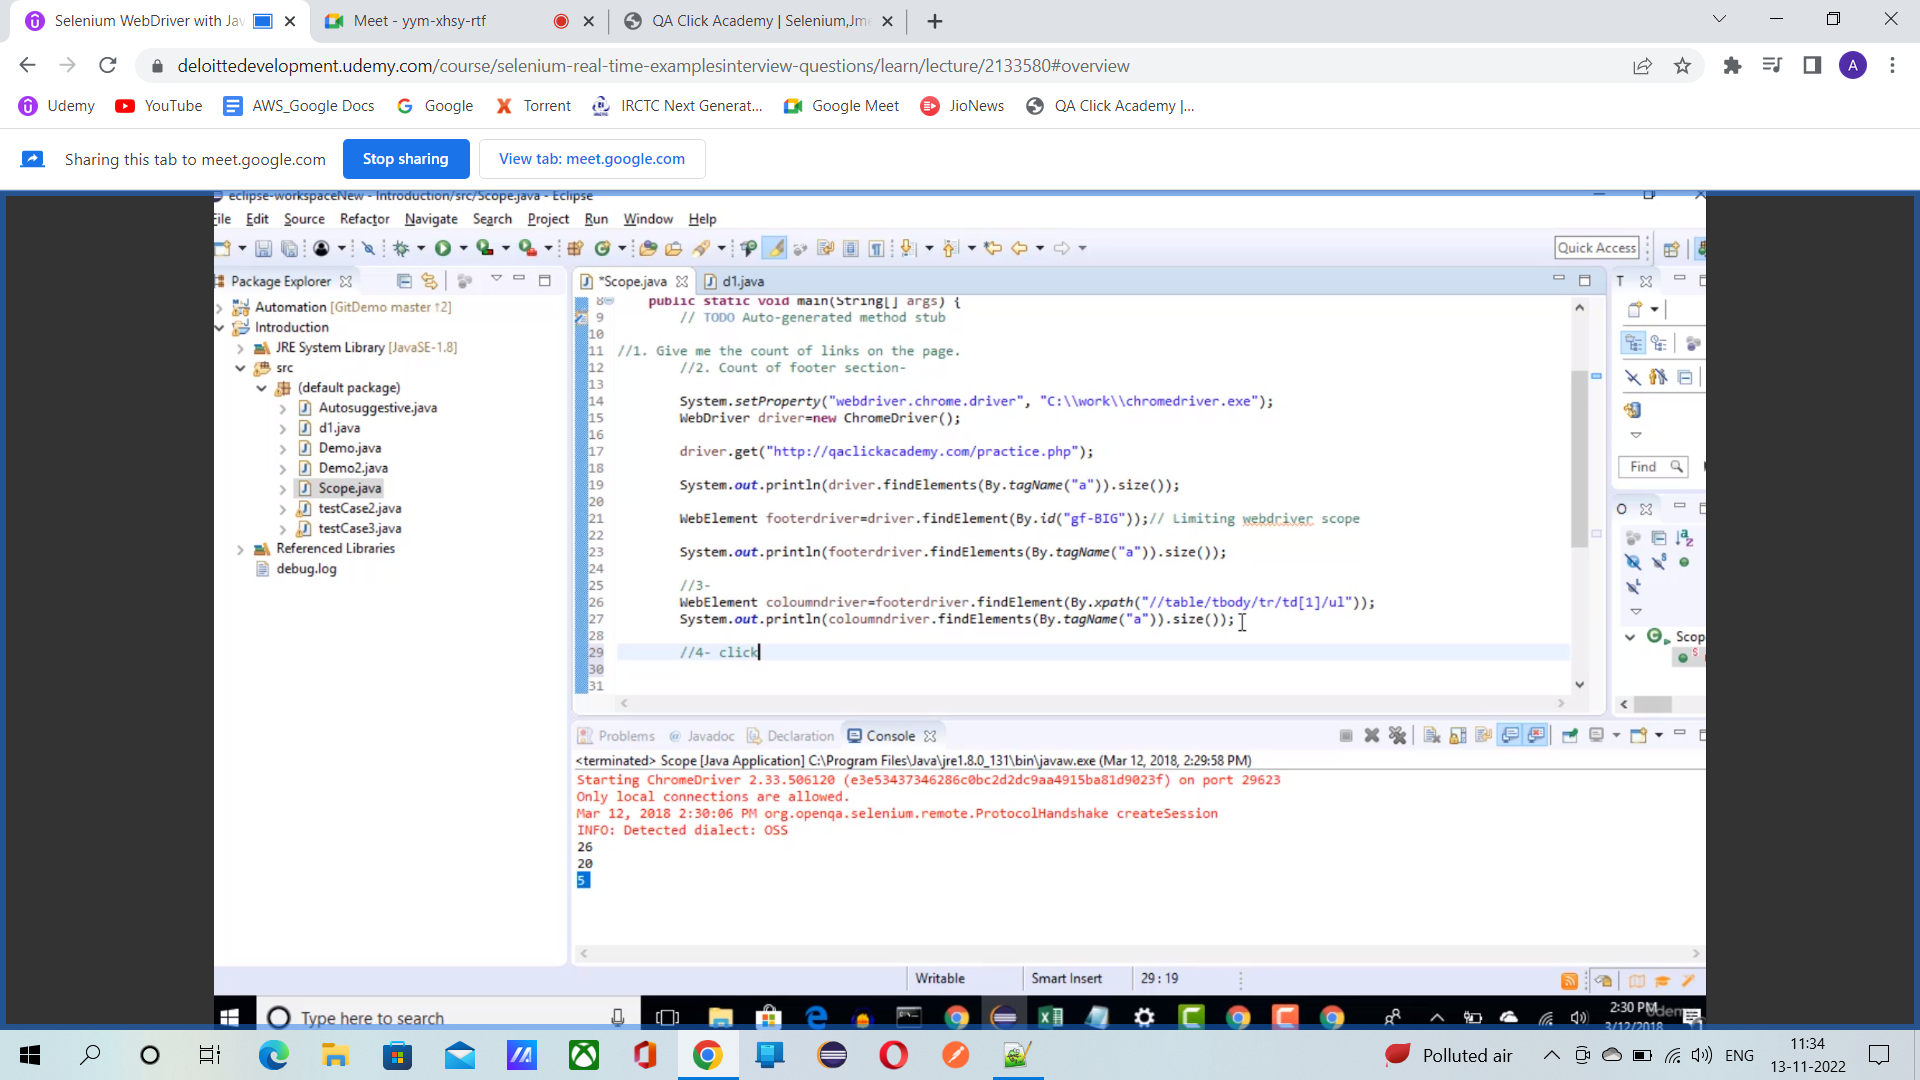 Selenium WebDriver with Jav
Meet - yym-xhsy-rtf
QA Click Academy | Selenium,Jme
deloittedevelopment.udemy.com/course/selenium-real-time-examplesinterview-questions/learn/lecture/2133580#overview
A
Udemy
YouTube
AWS_Google Docs
Google
Torrent
IRCTC Next Generat...
Google Meet
JioNews
QA Click Academy |...
Sharing this tab to meet.google.com
Stop sharing
View tab: meet.google.com
eclipse-workspaceNew - Introduction/src/Scope.java - Eclipse
File Edit Source Refactor Navigate Search Project Run Window Help
Quick Access
Package Explorer
*Scope.java
d1.java
T
Automation [GitDemo master ↑2]
Introduction
JRE System Library [JavaSE-1.8]
src
(default package)
Autosuggestive.java
d1.java
Demo.java
Demo2.java
Scope.java
testCase2.java
testCase3.java
Referenced Libraries
debug.log
8 public static void main(String[] args) {
9 // TODO Auto-generated method stub
10
11 //1. Give me the count of links on the page.
12 //2. Count of footer section-
13
14 System.setProperty("webdriver.chrome.driver", "C:\\work\\chromedriver.exe");
15 WebDriver driver=new ChromeDriver();
16
17 driver.get("http://qaclickacademy.com/practice.php");
18
19 System.out.println(driver.findElements(By.tagName("a")).size());
20
21 WebElement footerdriver=driver.findElement(By.id("gf-BIG"));// Limiting webdriver scope
22
23 System.out.println(footerdriver.findElements(By.tagName("a")).size());
24
25 //3-
26 WebElement coloumndriver=footerdriver.findElement(By.xpath("//table/tbody/tr/td[1]/ul"));
27 System.out.println(coloumndriver.findElements(By.tagName("a")).size());
28
29 //4- click
30
31
Find
O
Scop
Problems
@ Javadoc
Declaration
Console
<terminated> Scope [Java Application] C:\Program Files\Java\jre1.8.0_131\bin\javaw.exe (Mar 12, 2018, 2:29:58 PM)
Starting ChromeDriver 2.33.506120 (e3e53437346286c0bc2d2dc9aa4915ba81d9023f) on port 29623
Only local connections are allowed.
Mar 12, 2018 2:30:06 PM org.openqa.selenium.remote.ProtocolHandshake createSession
INFO: Detected dialect: OSS
26
20
5
Writable
Smart Insert
29 : 19
Type here to search
2:30 PM
3/12/2018
Polluted air
ENG
11:34
13-11-2022